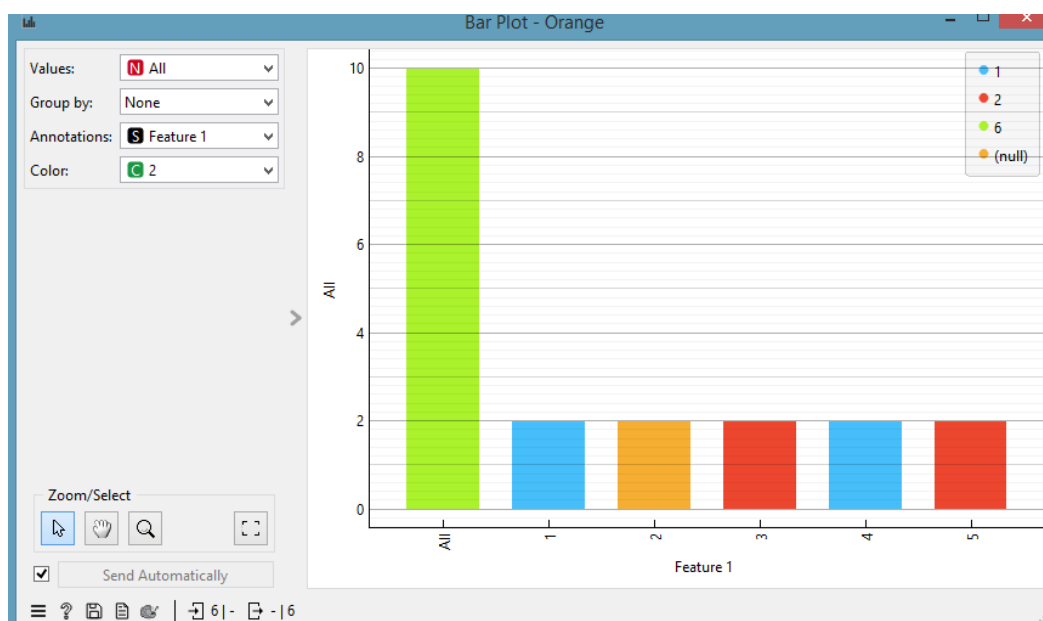 Bar Plot - Orange
Values: N All
Group by: None
Annotations: S Feature 1
Color: C 2
Zoom/Select
Send Automatically
6 | - - | 6
10
8
6
4
2
0
All
All 1 2 3 4 5
Feature 1
1
2
6
(null)